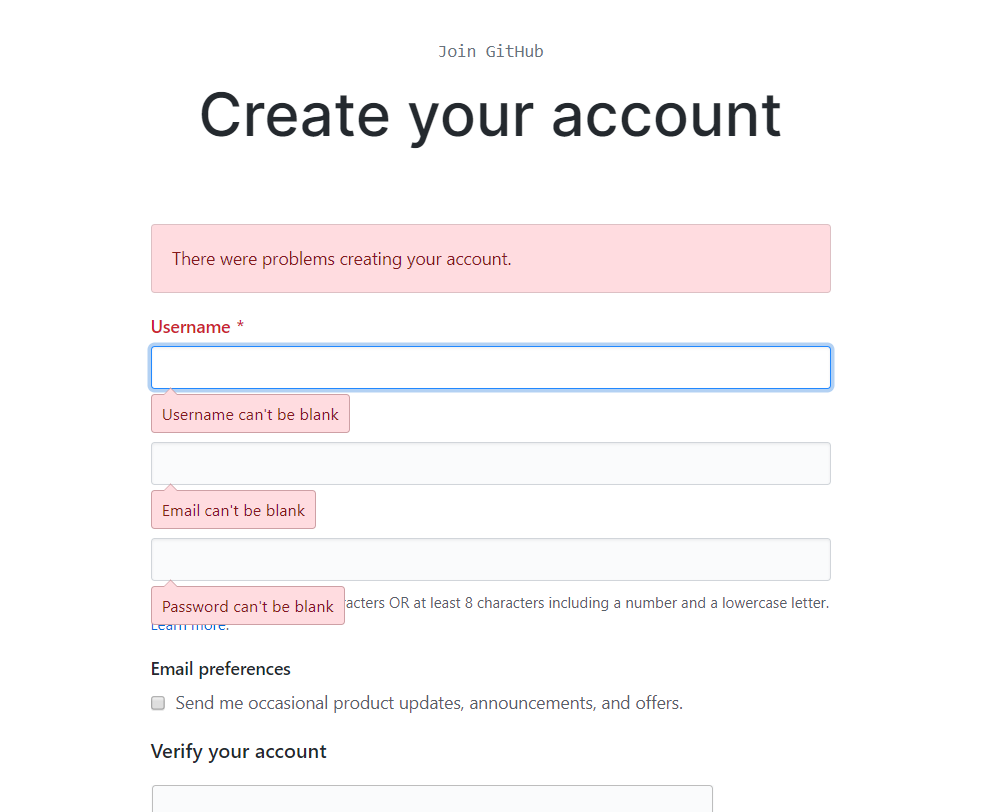 Join GitHub
Create your account
There were problems creating your account.
Username *
Username can't be blank
Email can't be blank
Password can't be blank
acters OR at least 8 characters including a number and a lowercase letter.
Learn more.
Email preferences
Send me occasional product updates, announcements, and offers.
Verify your account